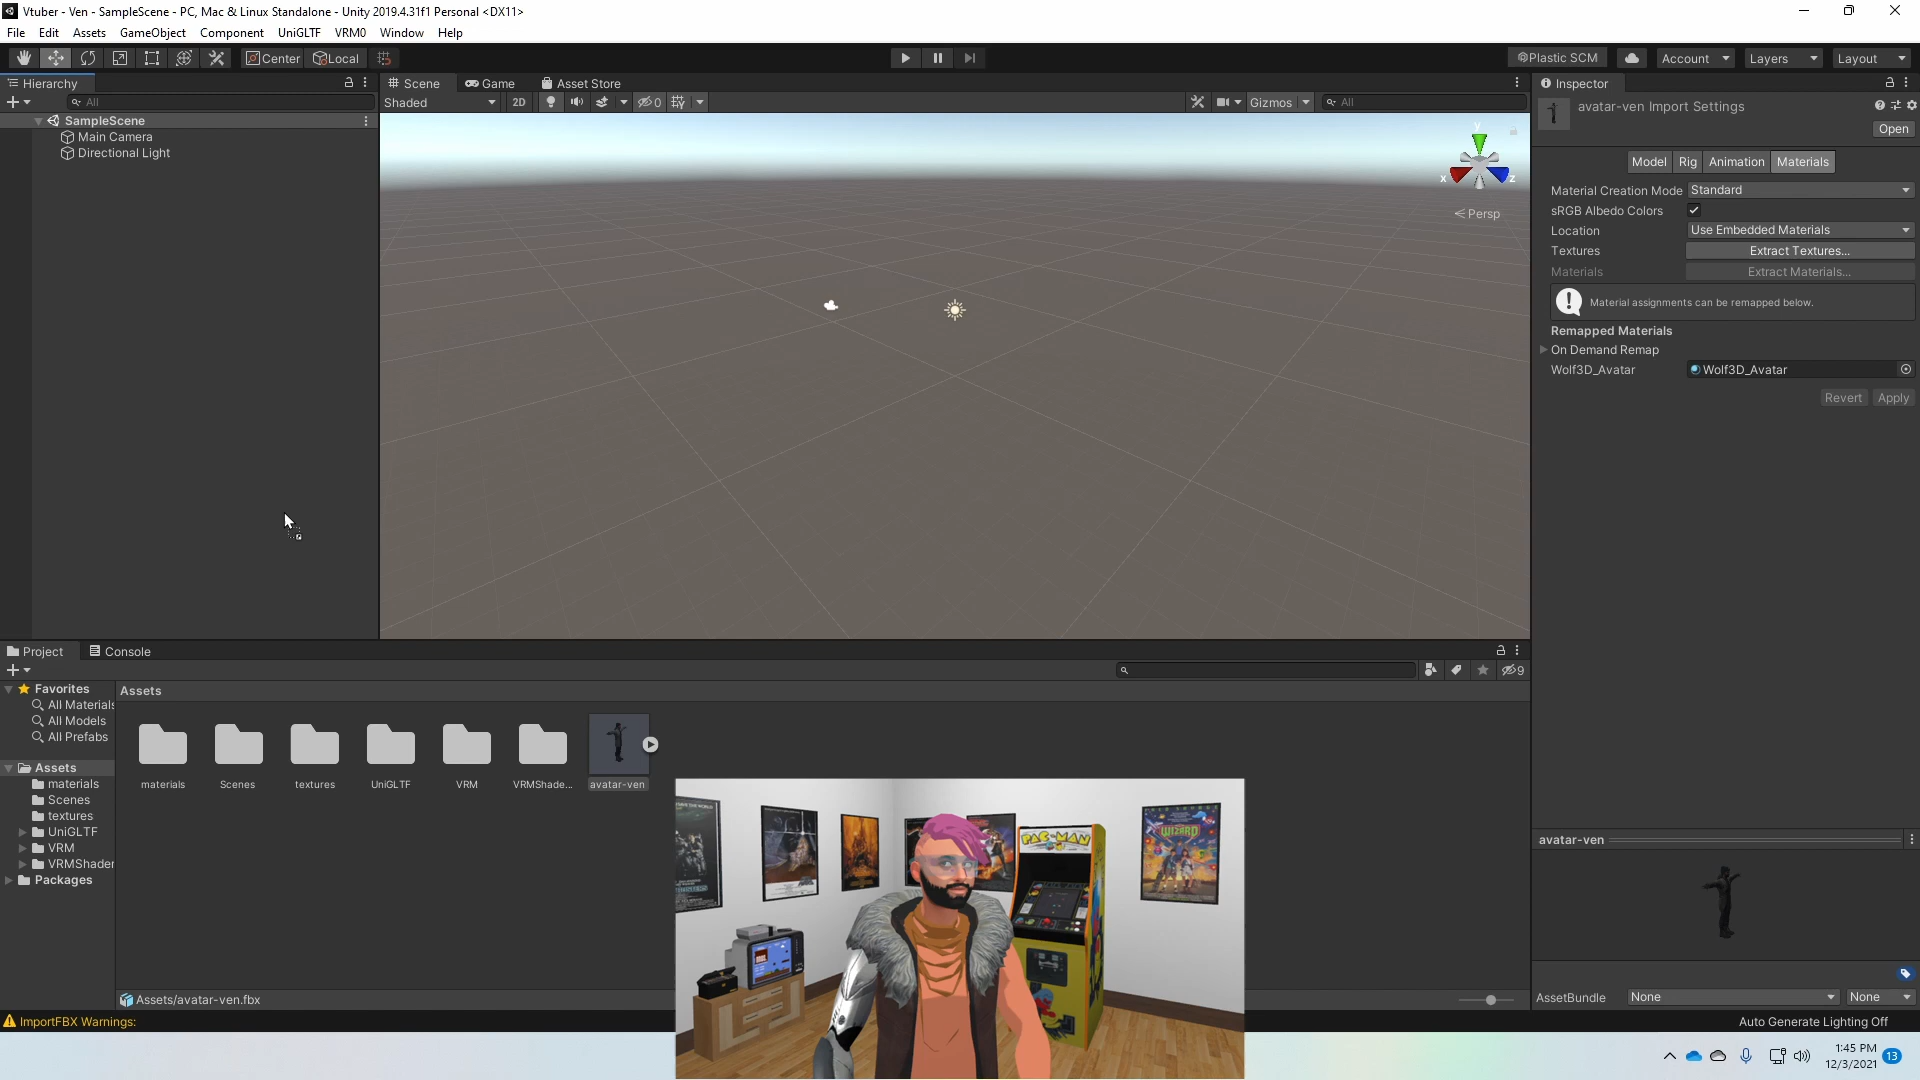 Vtuber - Ven - SampleScene - PC, Mac & Linux Standalone - Unity 2019.4.31f1 Personal <DX11>
File Edit Assets GameObject Component UniGLTF VRM0 Window Help
Center Local
Plastic SCM Account Layers Layout
Hierarchy
All
SampleScene
Main Camera
Directional Light
Scene Game Asset Store
Shaded 2D 0 Gizmos All
y
x z
Persp
Inspector
avatar-ven Import Settings
Open
Model Rig Animation Materials
Material Creation Mode Standard
sRGB Albedo Colors
Location Use Embedded Materials
Textures Extract Textures...
Materials Extract Materials...
Material assignments can be remapped below.
Remapped Materials
On Demand Remap
Wolf3D_Avatar Wolf3D_Avatar
Revert Apply
Project Console
9
Favorites
All Materials
All Models
All Prefabs
Assets
materials
Scenes
textures
UniGLTF
VRM
VRMShader
Packages
Assets
materials Scenes textures UniGLTF VRM VRMShade... avatar-ven
PAC-MAN
WIZARD
Assets/avatar-ven.fbx
avatar-ven
AssetBundle None None
ImportFBX Warnings:
Auto Generate Lighting Off
1:45 PM
12/3/2021
13